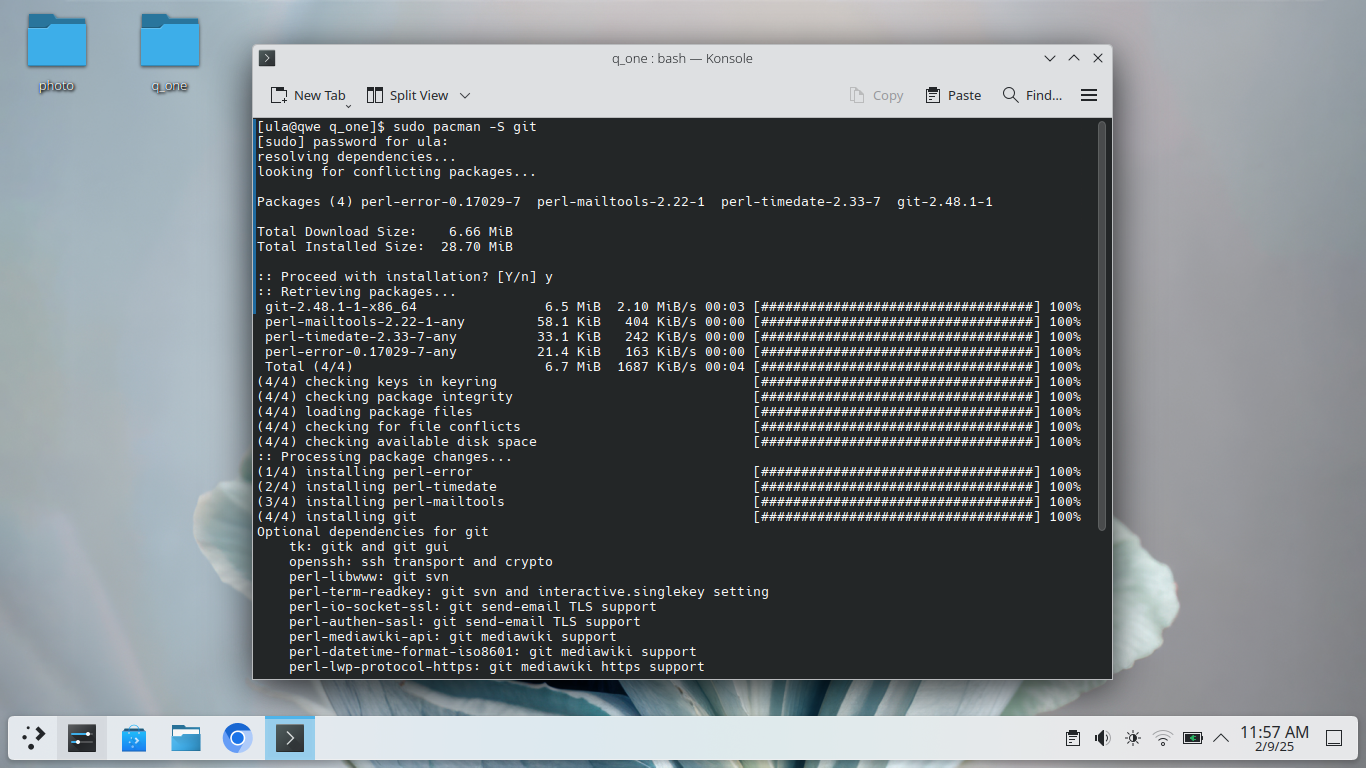 photo
q_one
q_one : bash — Konsole
New Tab
Split View
Copy
Paste
Find...
[ula@qwe q_one]$ sudo pacman -S git
[sudo] password for ula:
resolving dependencies...
looking for conflicting packages...
Packages (4) perl-error-0.17029-7  perl-mailtools-2.22-1  perl-timedate-2.33-7  git-2.48.1-1
Total Download Size:    6.66 MiB
Total Installed Size:  28.70 MiB
:: Proceed with installation? [Y/n] y
:: Retrieving packages...
git-2.48.1-1-x86_64                6.5 MiB  2.10 MiB/s 00:03 [##################################] 100%
perl-mailtools-2.22-1-any         58.1 KiB   404 KiB/s 00:00 [##################################] 100%
perl-timedate-2.33-7-any          33.1 KiB   242 KiB/s 00:00 [##################################] 100%
perl-error-0.17029-7-any          21.4 KiB   163 KiB/s 00:00 [##################################] 100%
Total (4/4)                        6.7 MiB  1687 KiB/s 00:04 [##################################] 100%
(4/4) checking keys in keyring                                [##################################] 100%
(4/4) checking package integrity                              [##################################] 100%
(4/4) loading package files                                   [##################################] 100%
(4/4) checking for file conflicts                             [##################################] 100%
(4/4) checking available disk space                           [##################################] 100%
:: Processing package changes...
(1/4) installing perl-error                                   [##################################] 100%
(2/4) installing perl-timedate                                [##################################] 100%
(3/4) installing perl-mailtools                               [##################################] 100%
(4/4) installing git                                          [##################################] 100%
Optional dependencies for git
tk: gitk and git gui
openssh: ssh transport and crypto
perl-libwww: git svn
perl-term-readkey: git svn and interactive.singlekey setting
perl-io-socket-ssl: git send-email TLS support
perl-authen-sasl: git send-email TLS support
perl-mediawiki-api: git mediawiki support
perl-datetime-format-iso8601: git mediawiki support
perl-lwp-protocol-https: git mediawiki https support
11:57 AM
2/9/25